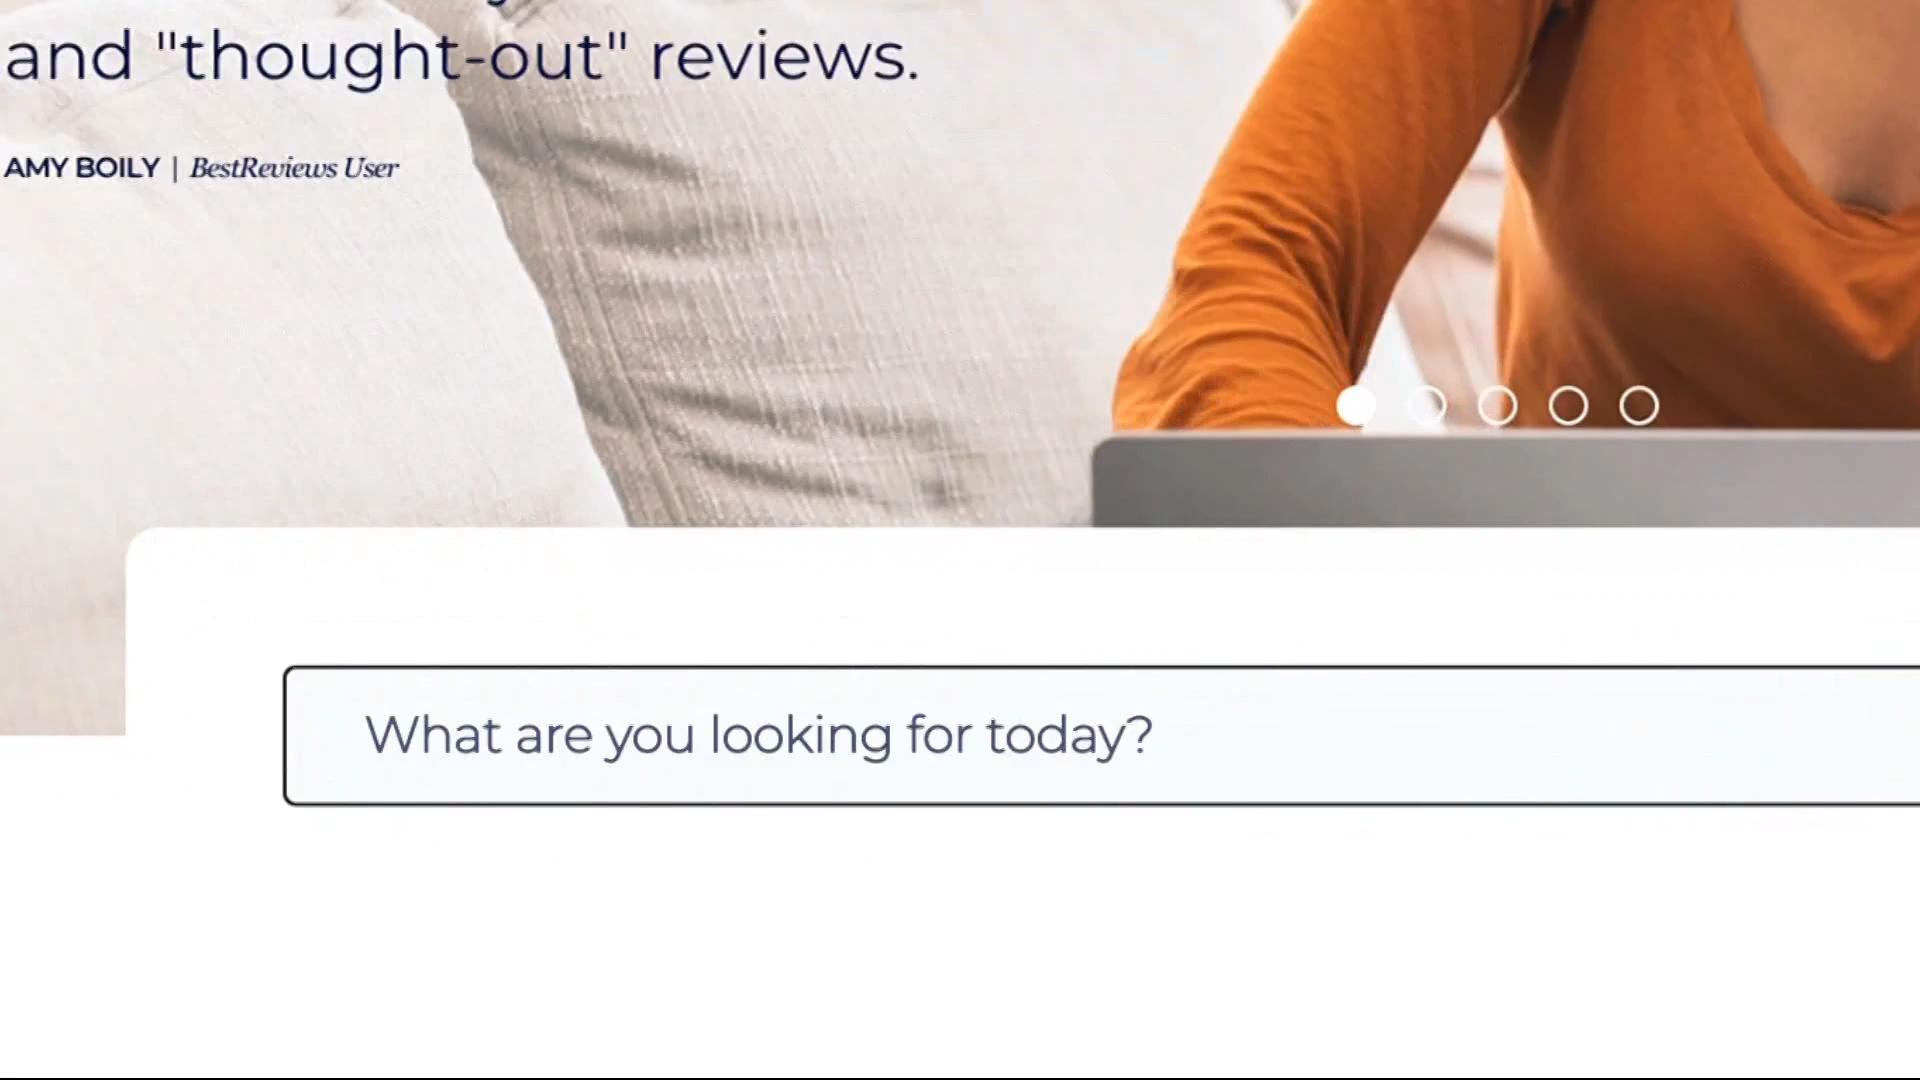 and "thought-out" reviews.
AMY BOILY | BestReviews User
What are you looking for today?